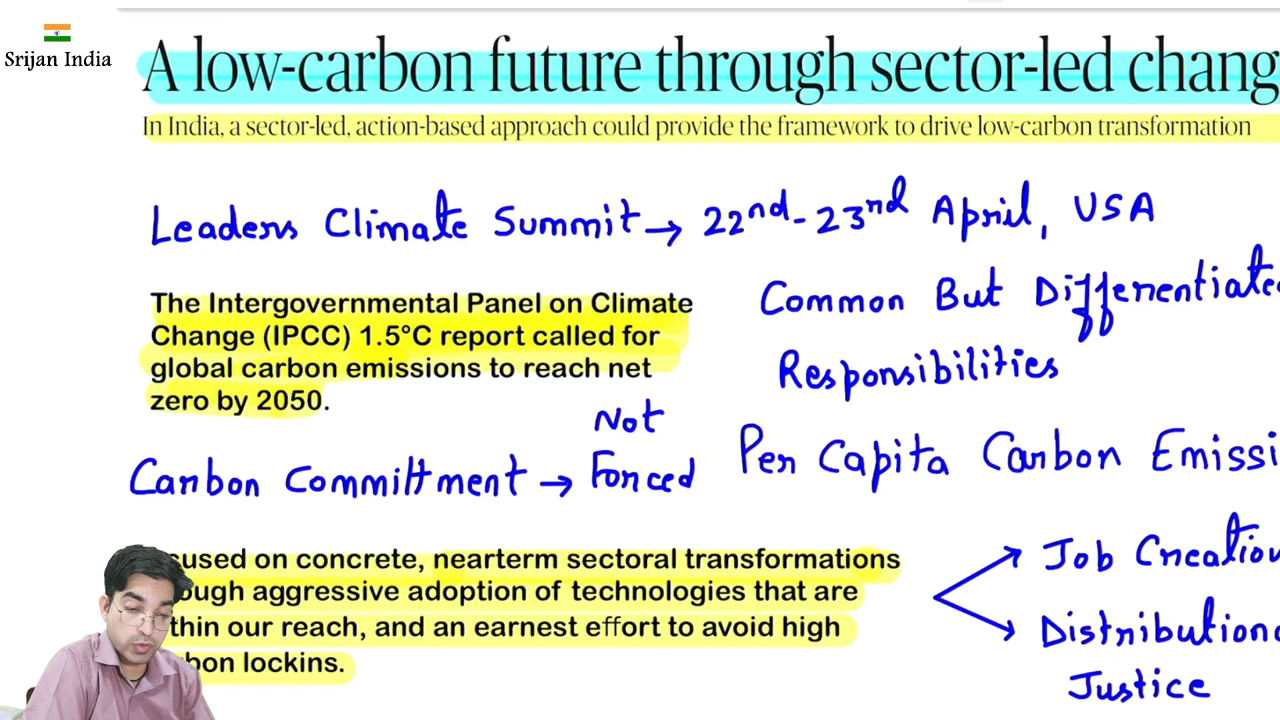 Srijan India
A low-carbon future through sector-led chang
In India, a sector-led, action-based approach could provide the framework to drive low-carbon transformation
Leaders Climate Summit → 22nd - 23nd April, USA
The Intergovernmental Panel on Climate
Change (IPCC) 1.5°C report called for
global carbon emissions to reach net
zero by 2050.
Common But Differentiated
Responsibilities
Not
Carbon Committment → Forced
Per Capita Carbon Emissi
used on concrete, nearterm sectoral transformations
ough aggressive adoption of technologies that are
thin our reach, and an earnest effort to avoid high
bon lockins.
Job Creation
Distributiona
Justice